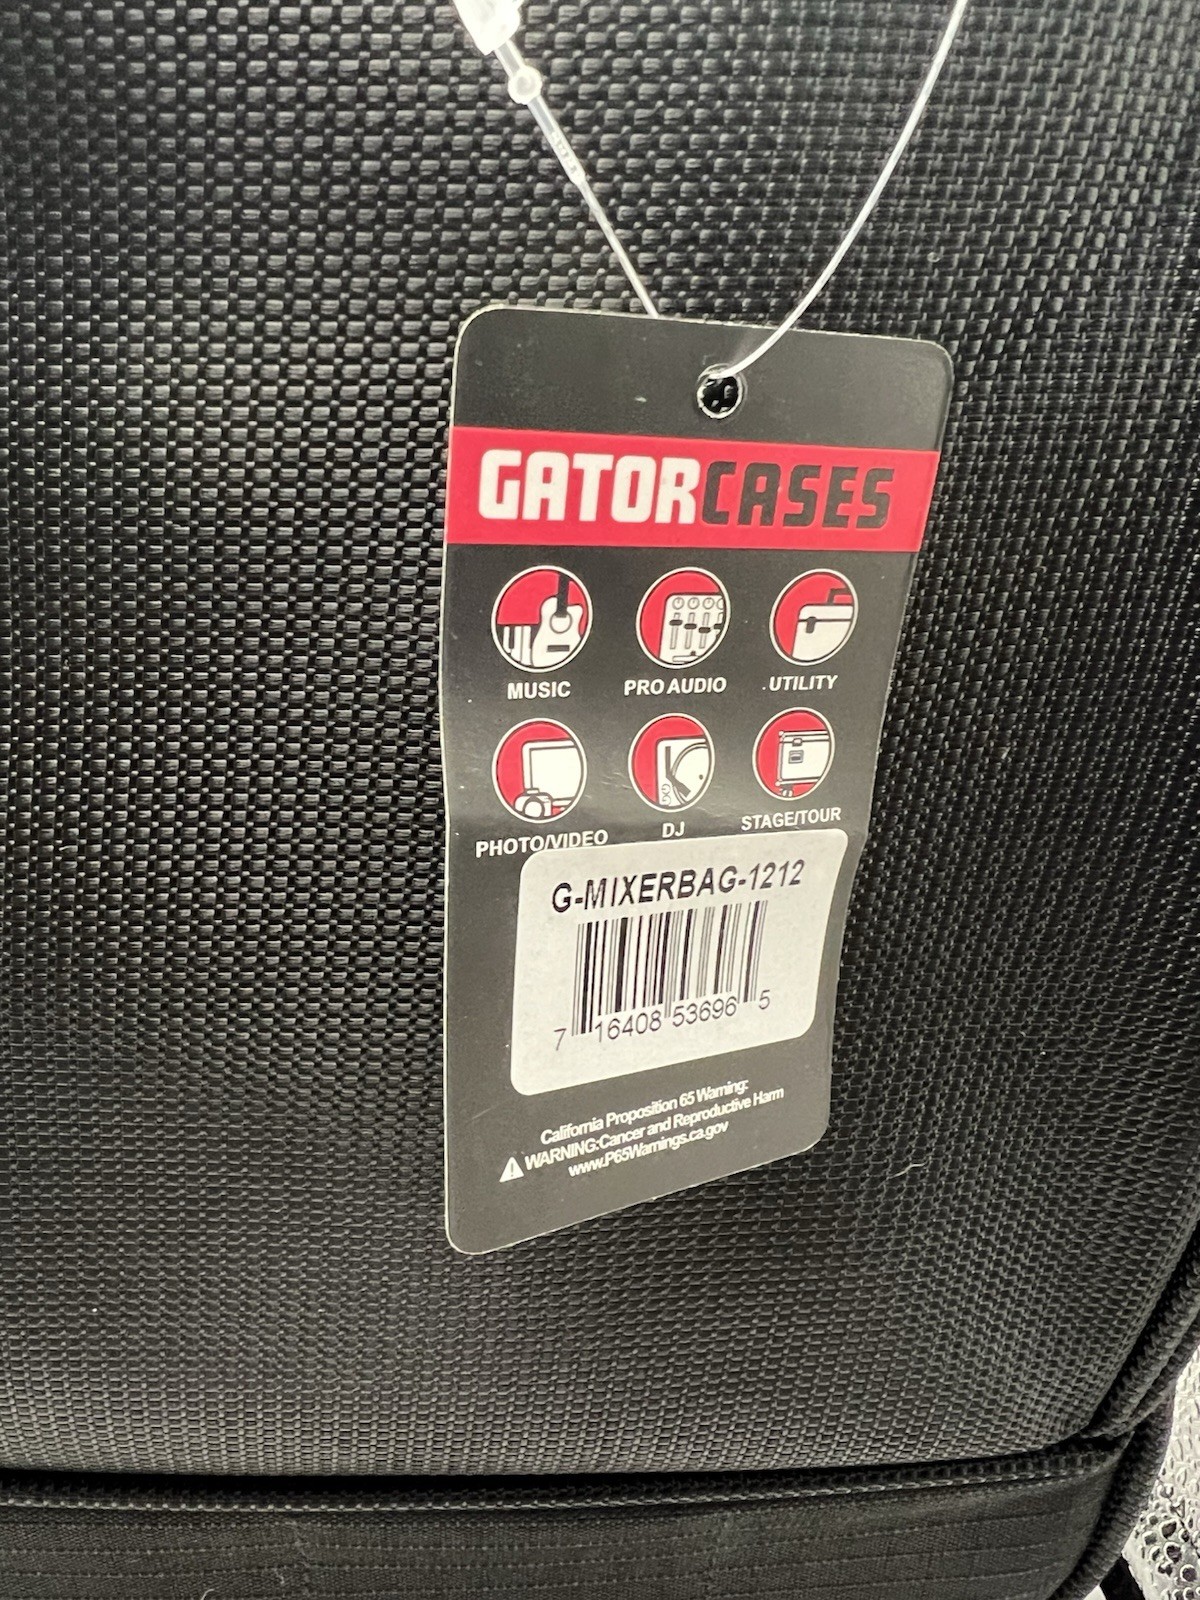 GATORCASES
MUSIC PRO AUDIO UTILITY
PHOTO/VIDEO DJ STAGE/TOUR
G-MIXERBAG-1212
7 16408 53696 5
California Proposition 65 Warning:
⚠ WARNING:Cancer and Reproductive Harm
www.P65Warnings.ca.gov